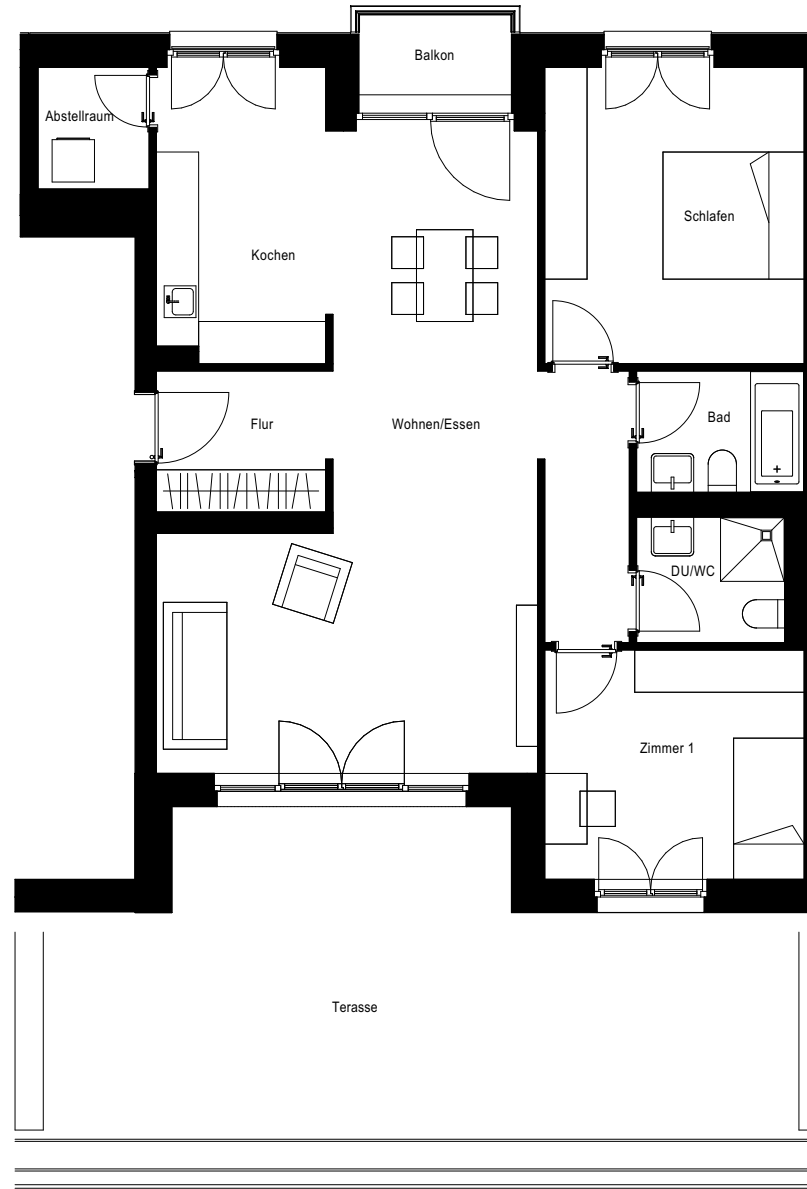 Balkon
Abstellraum
Schlafen
Kochen
Flur
Wohnen/Essen
Bad
DU/WC
Zimmer 1
Terasse